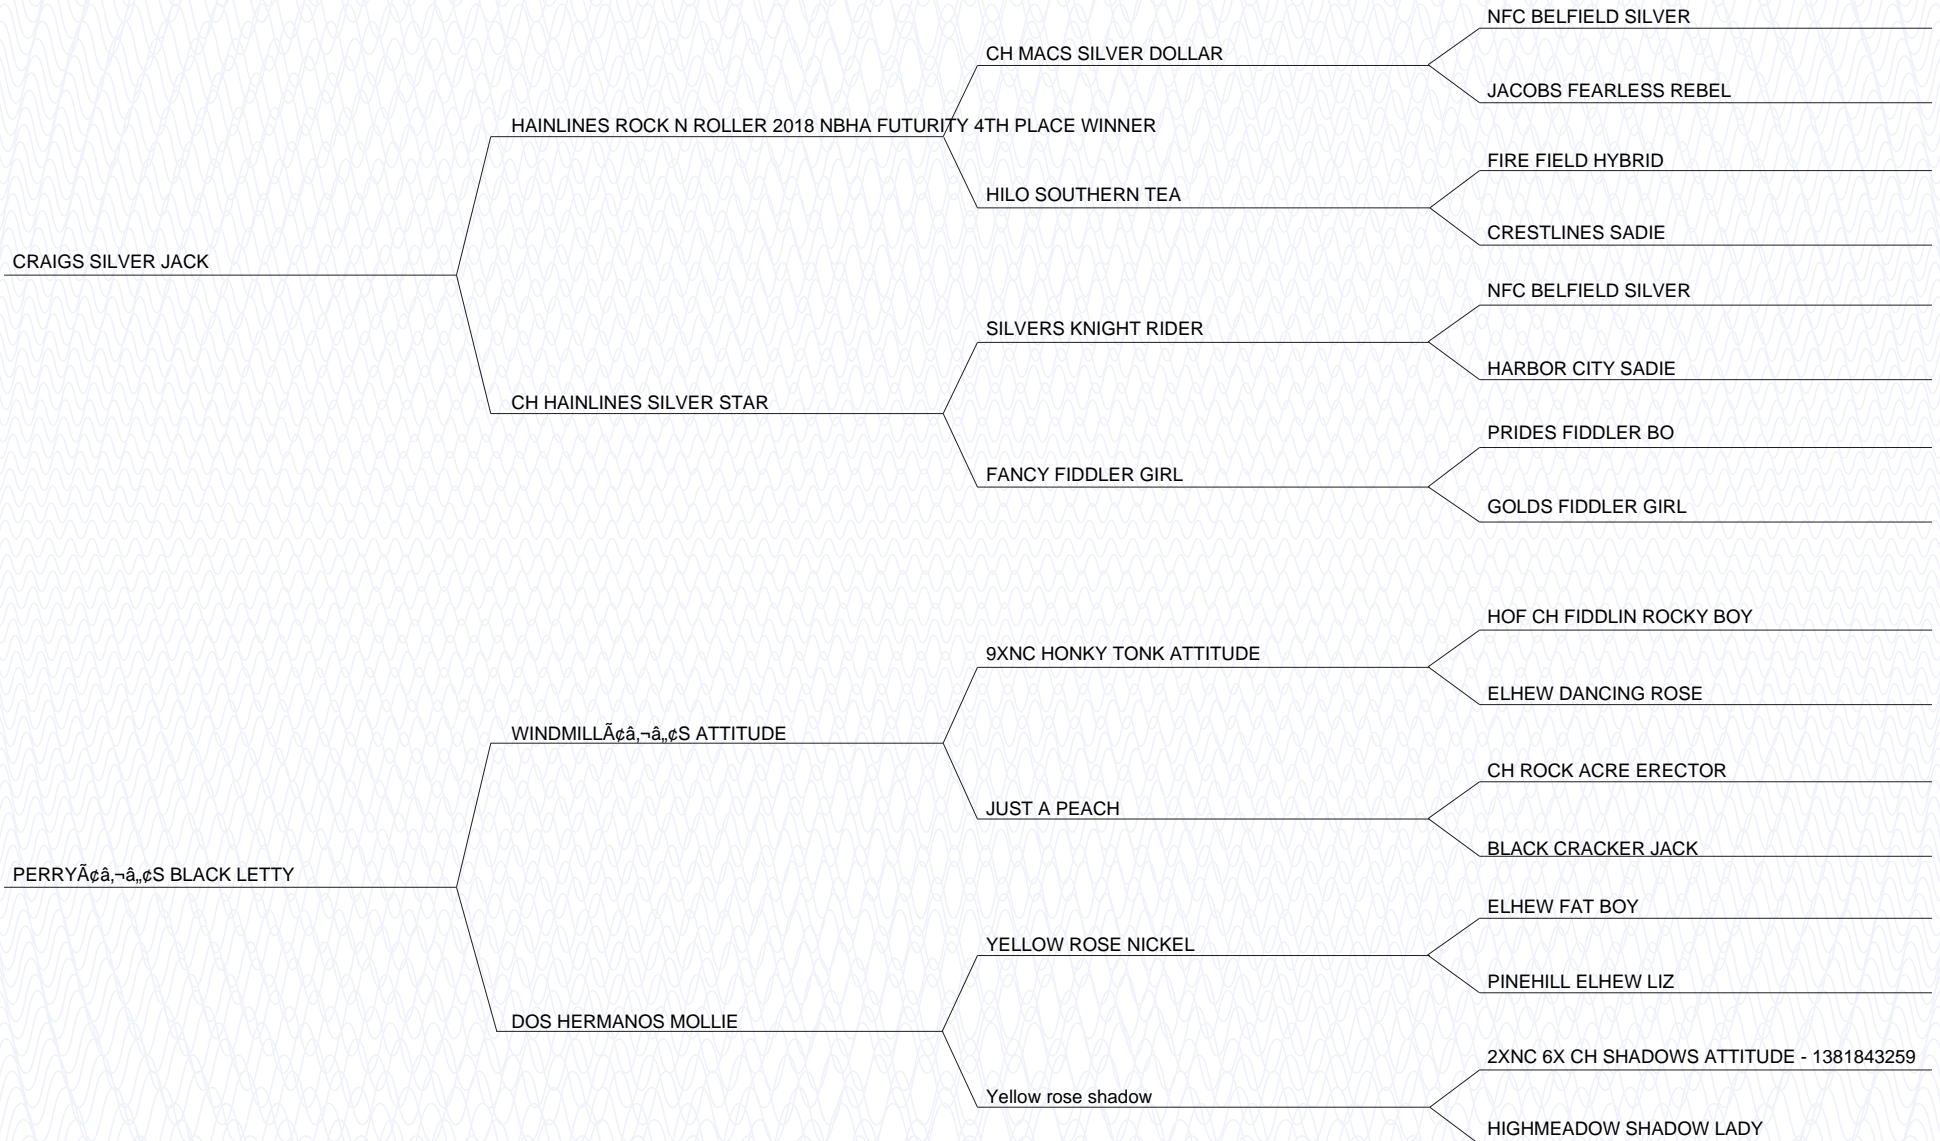 NFC BELFIELD SILVER
CH MACS SILVER DOLLAR
JACOBS FEARLESS REBEL
HAINLINES ROCK N ROLLER 2018 NBHA FUTURITY 4TH PLACE WINNER
FIRE FIELD HYBRID
HILO SOUTHERN TEA
CRESTLINES SADIE
CRAIGS SILVER JACK
NFC BELFIELD SILVER
SILVERS KNIGHT RIDER
HARBOR CITY SADIE
CH HAINLINES SILVER STAR
PRIDES FIDDLER BO
FANCY FIDDLER GIRL
GOLDS FIDDLER GIRL
HOF CH FIDDLIN ROCKY BOY
9XNC HONKY TONK ATTITUDE
ELHEW DANCING ROSE
WINDMILLÃ¢â‚¬â„¢S ATTITUDE
CH ROCK ACRE ERECTOR
JUST A PEACH
BLACK CRACKER JACK
PERRYÃ¢â‚¬â„¢S BLACK LETTY
ELHEW FAT BOY
YELLOW ROSE NICKEL
PINEHILL ELHEW LIZ
DOS HERMANOS MOLLIE
2XNC 6X CH SHADOWS ATTITUDE - 1381843259
Yellow rose shadow
HIGHMEADOW SHADOW LADY